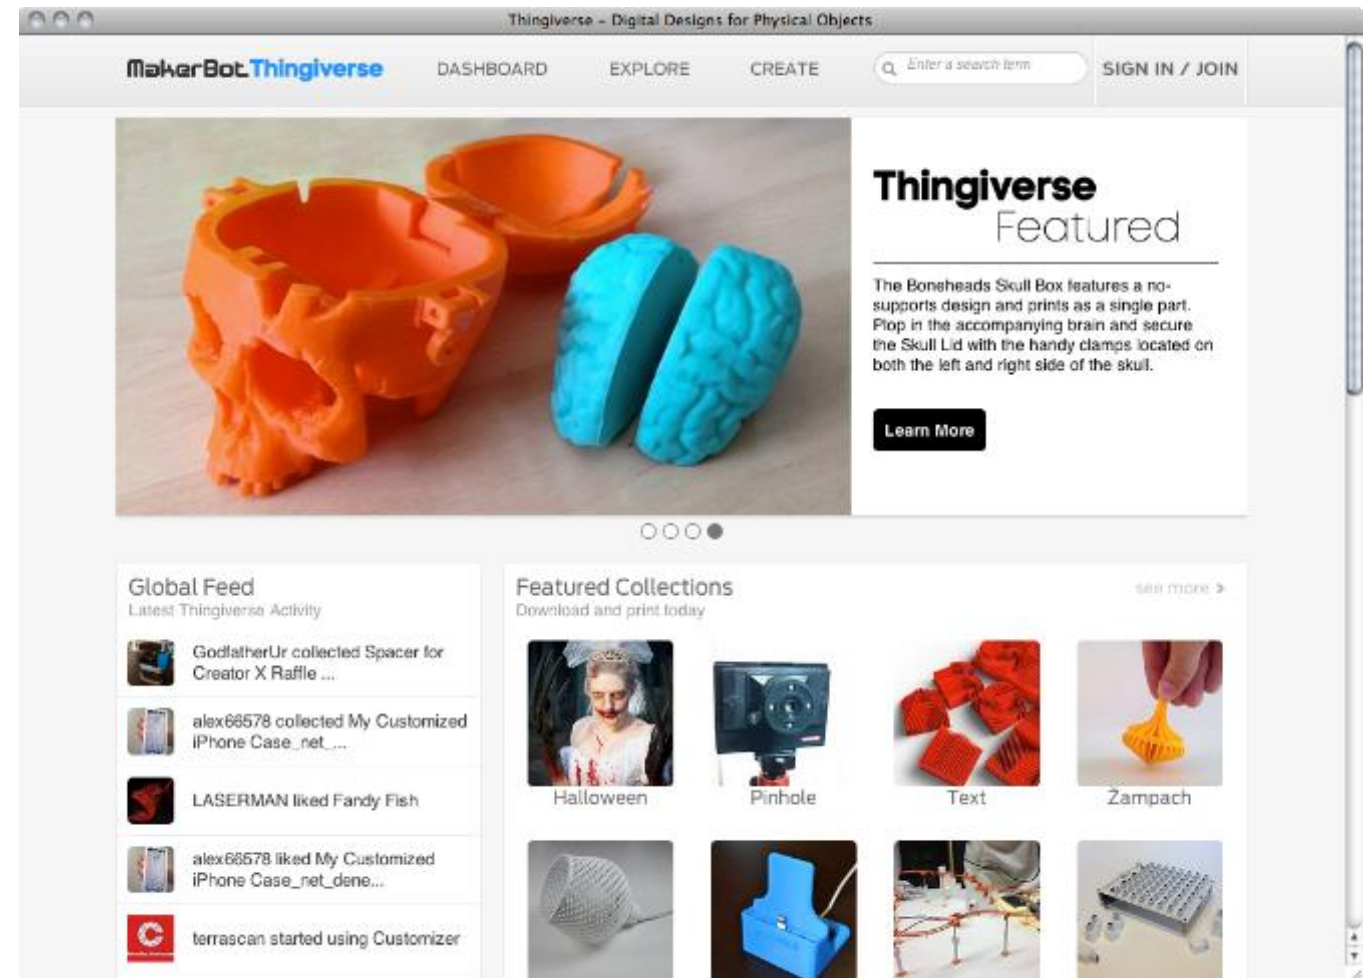 Thingiverse - Digital Designs for Physical Objects
MakerBot.Thingiverse
DASHBOARD
EXPLORE
CREATE
Enter a search term
SIGN IN / JOIN
Thingiverse
Featured
The Boneheads Skull Box features a no-
supports design and prints as a single part.
Plop in the accompanying brain and secure
the Skull Lid with the handy clamps located on
both the left and right side of the skull.
Learn More
Global Feed
Latest Thingiverse Activity
GodfatherUr collected Spacer for
Creator X Raffle ...
alex66578 collected My Customized
iPhone Case_net_...
LASERMAN liked Fandy Fish
alex66578 liked My Customized
iPhone Case_net_dene...
terrascan started using Customizer
Featured Collections
Download and print today
see more >
Halloween
Pinhole
Text
Żampach